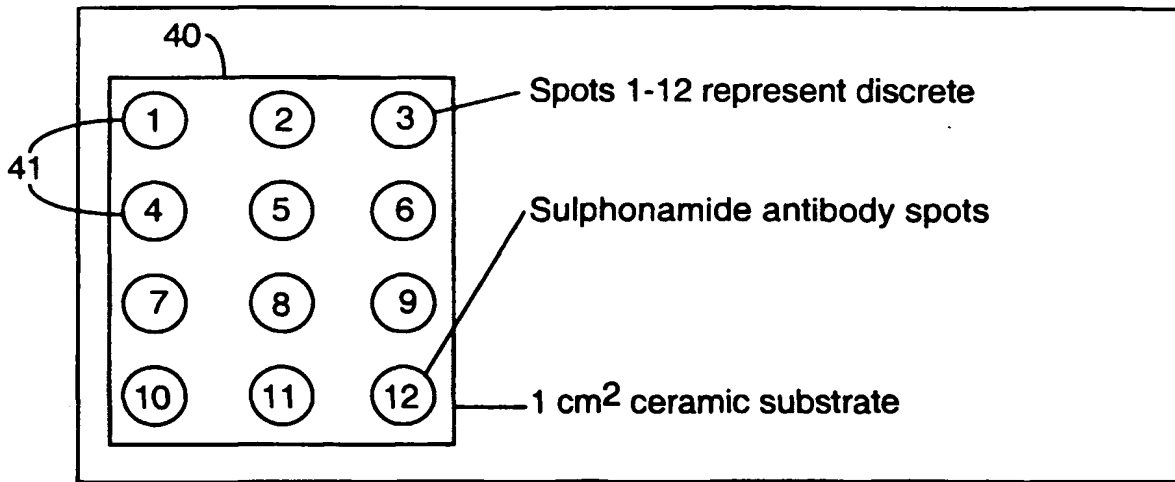 40
1 2 3 Spots 1-12 represent discrete
41
4 5 6 Sulphonamide antibody spots
7 8 9
10 11 12 1 cm2 ceramic substrate